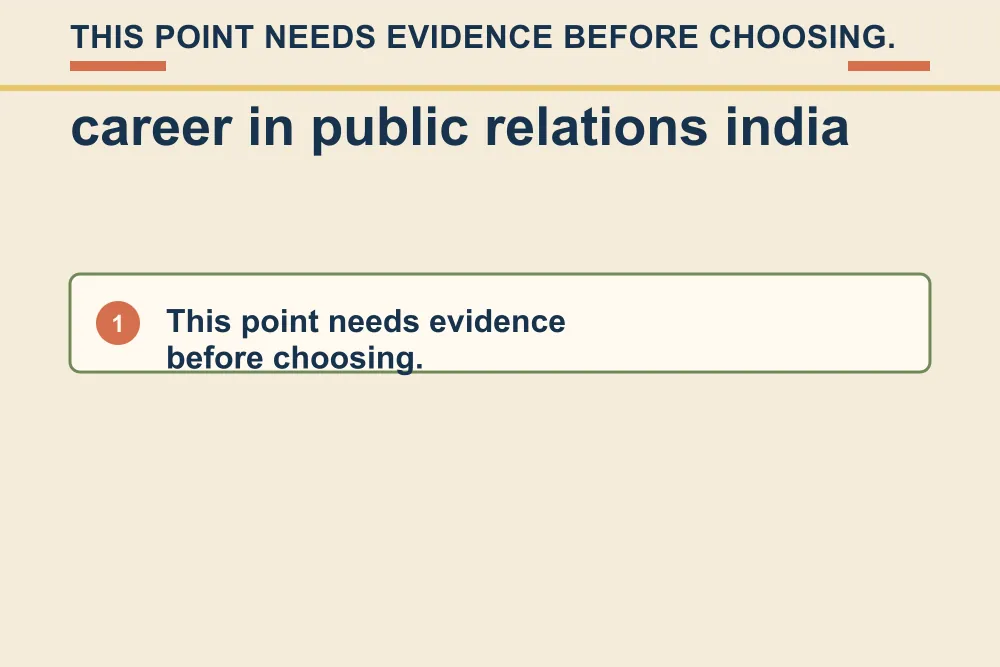 THIS POINT NEEDS EVIDENCE BEFORE CHOOSING.
career in public relations india
1
This point needs evidence
before choosing.